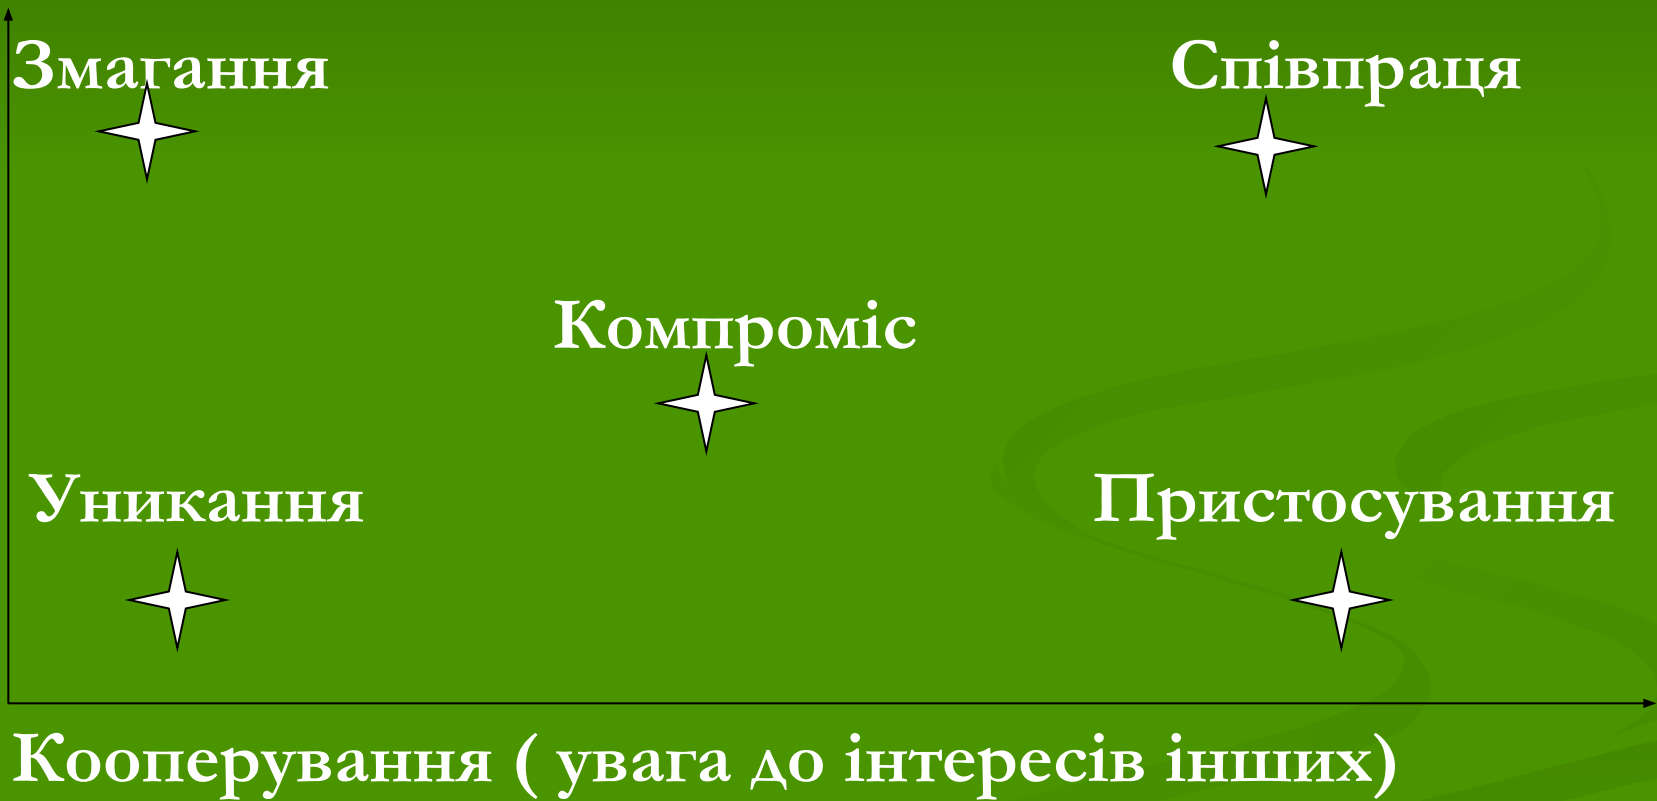 Змагання
Співпраця
Компроміс
Уникання
Пристосування
Кооперування ( увага до інтересів інших)